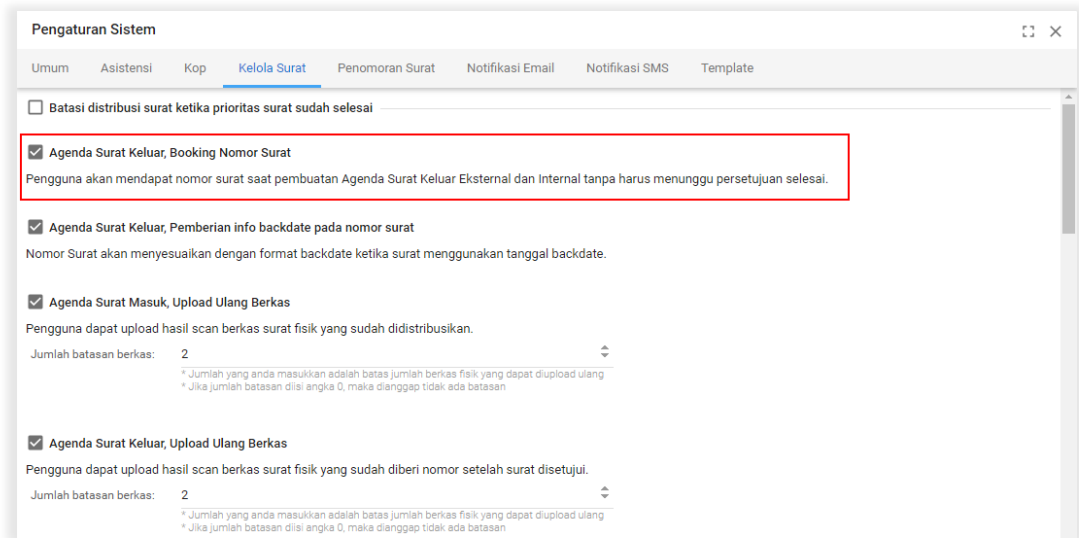 Pengaturan Sistem
Umum Asistensi Kop Kelola Surat Penomoran Surat Notifikasi Email Notifikasi SMS Template
Batasi distribusi surat ketika prioritas surat sudah selesai
Agenda Surat Keluar, Booking Nomor Surat
Pengguna akan mendapat nomor surat saat pembuatan Agenda Surat Keluar Eksternal dan Internal tanpa harus menunggu persetujuan selesai.
Agenda Surat Keluar, Pemberian info backdate pada nomor surat
Nomor Surat akan menyesuaikan dengan format backdate ketika surat menggunakan tanggal backdate.
Agenda Surat Masuk, Upload Ulang Berkas
Pengguna dapat upload hasil scan berkas surat fisik yang sudah didistribusikan.
Jumlah batasan berkas: 2
* Jumlah yang anda masukkan adalah batas jumlah berkas fisik yang dapat diupload ulang
* Jika jumlah batasan diisi angka 0, maka dianggap tidak ada batasan
Agenda Surat Keluar, Upload Ulang Berkas
Pengguna dapat upload hasil scan berkas surat fisik yang sudah diberi nomor setelah surat disetujui.
Jumlah batasan berkas: 2
* Jumlah yang anda masukkan adalah batas jumlah berkas fisik yang dapat diupload ulang
* Jika jumlah batasan diisi angka 0, maka dianggap tidak ada batasan